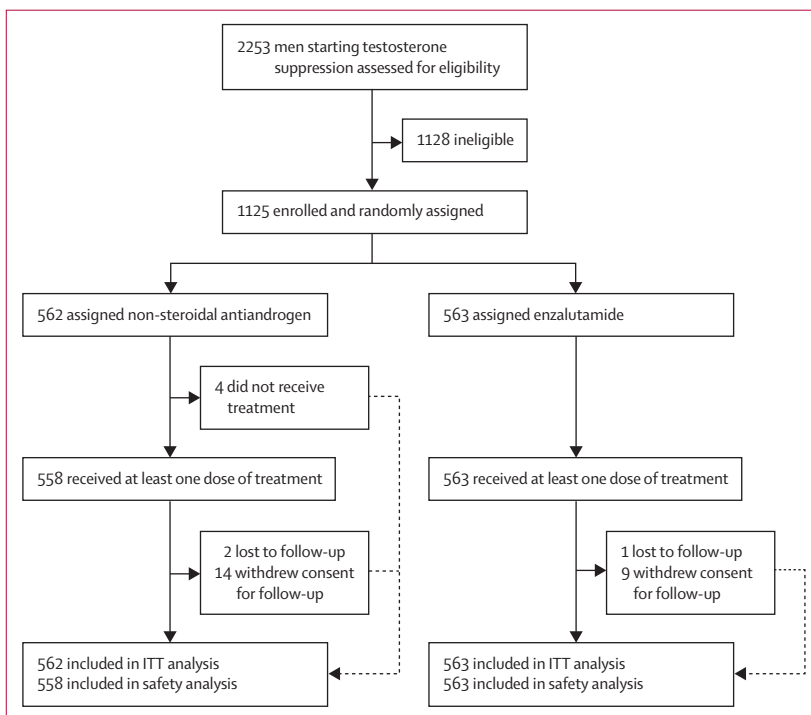 2253 men starting testosterone
suppression assessed for eligibility
1128 ineligible
1125 enrolled and randomly assigned
562 assigned non-steroidal antiandrogen
563 assigned enzalutamide
4 did not receive
treatment
558 received at least one dose of treatment
563 received at least one dose of treatment
2 lost to follow-up
14 withdrew consent
for follow-up
1 lost to follow-up
9 withdrew consent
for follow-up
562 included in ITT analysis
558 included in safety analysis
563 included in ITT analysis
563 included in safety analysis